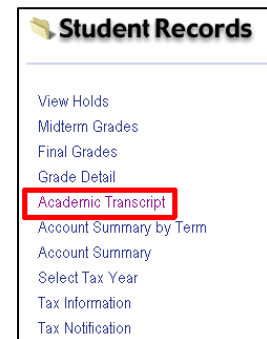 Student Records
View Holds
Midterm Grades
Final Grades
Grade Detail
Academic Transcript
Account Summary by Term
Account Summary
Select Tax Year
Tax Information
Tax Notification